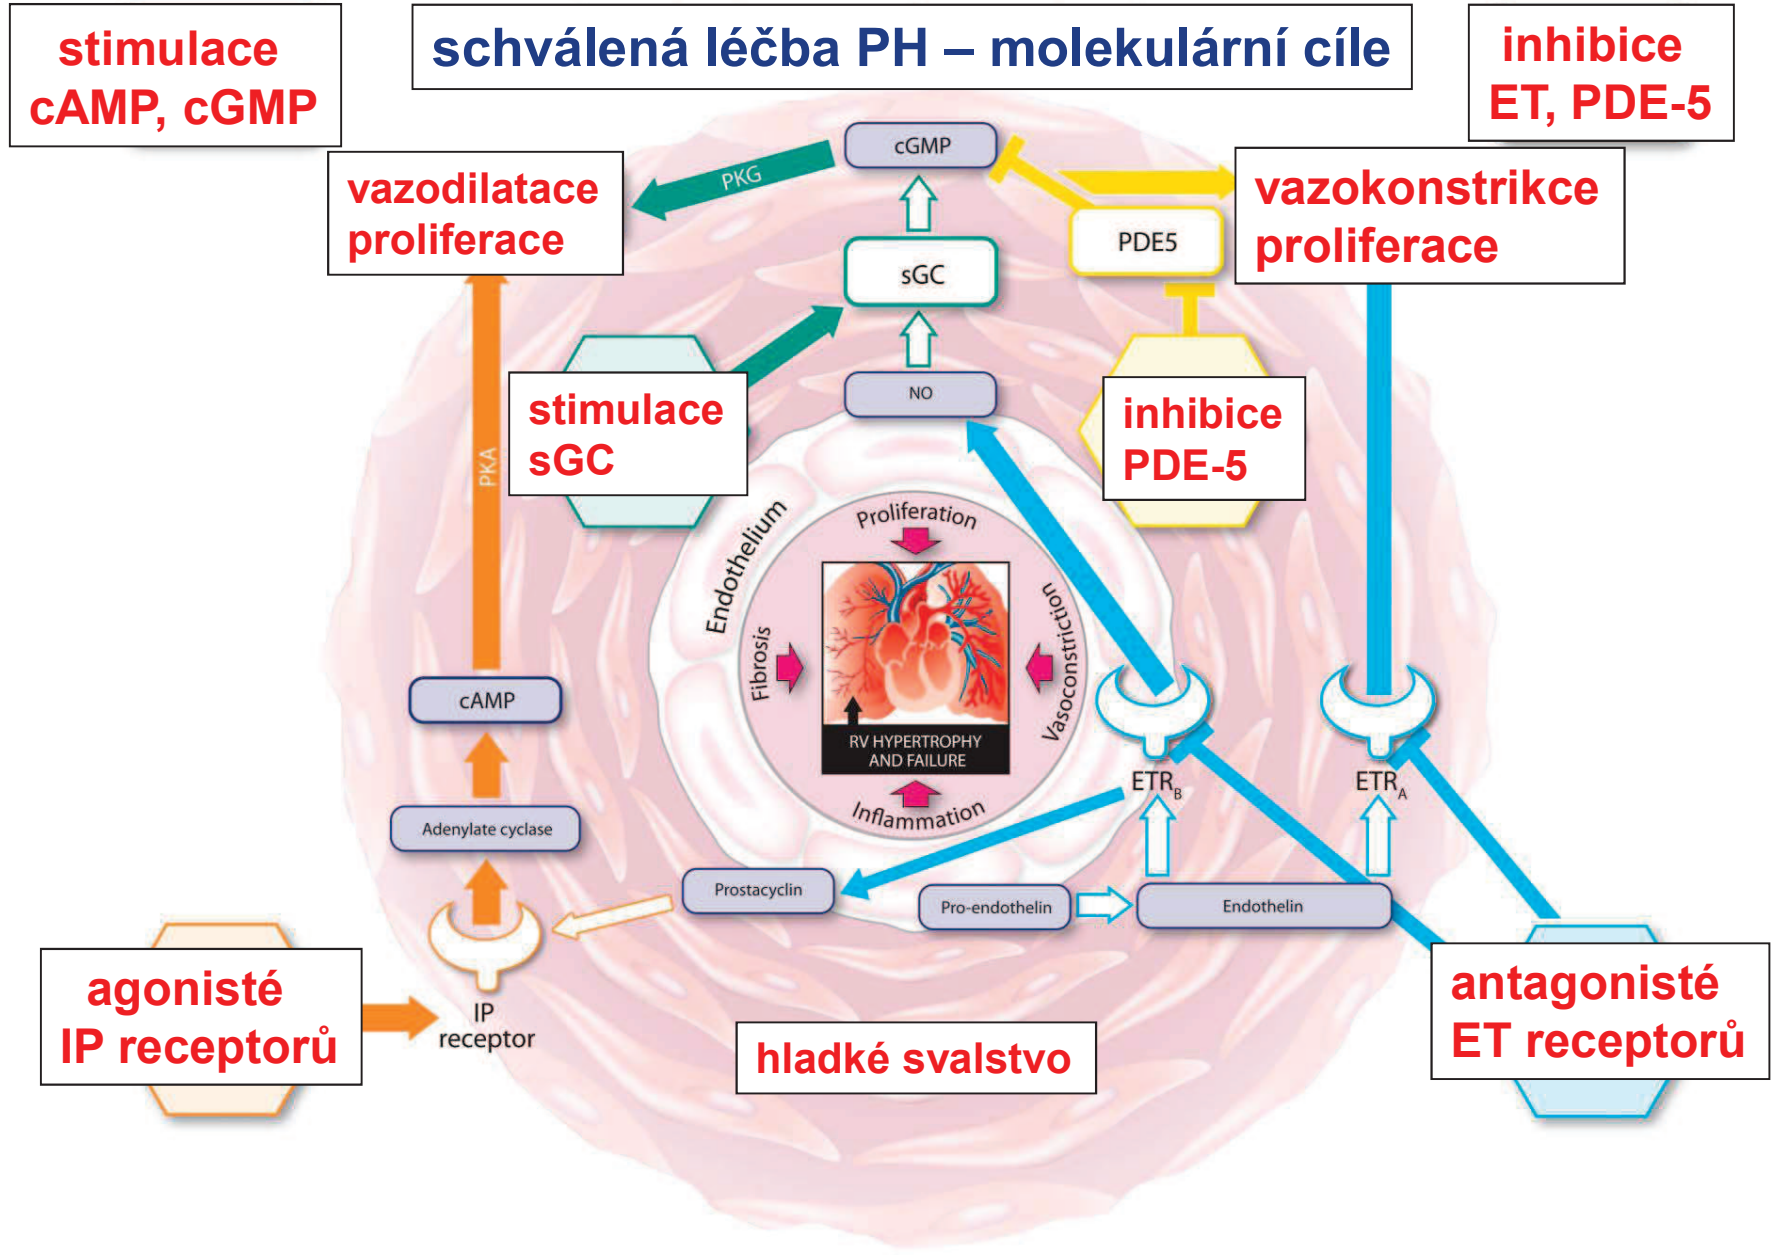 stimulace
cAMP, cGMP
schválená léčba PH – molekulární cíle
inhibice
ET, PDE-5
vazodilatace
proliferace
PKG
cGMP
vazokonstrikce
proliferace
PDE5
sGC
NO
stimulace
sGC
inhibice
PDE-5
PKA
Endothelium
Proliferation
Fibrosis
Vasoconstriction
RV HYPERTROPHY
AND FAILURE
Inflammation
cAMP
Adenylate cyclase
ETRB
ETRA
Prostacyclin
Pro-endothelin
Endothelin
agonisté
IP receptorů
IP
receptor
hladké svalstvo
antagonisté
ET receptorů